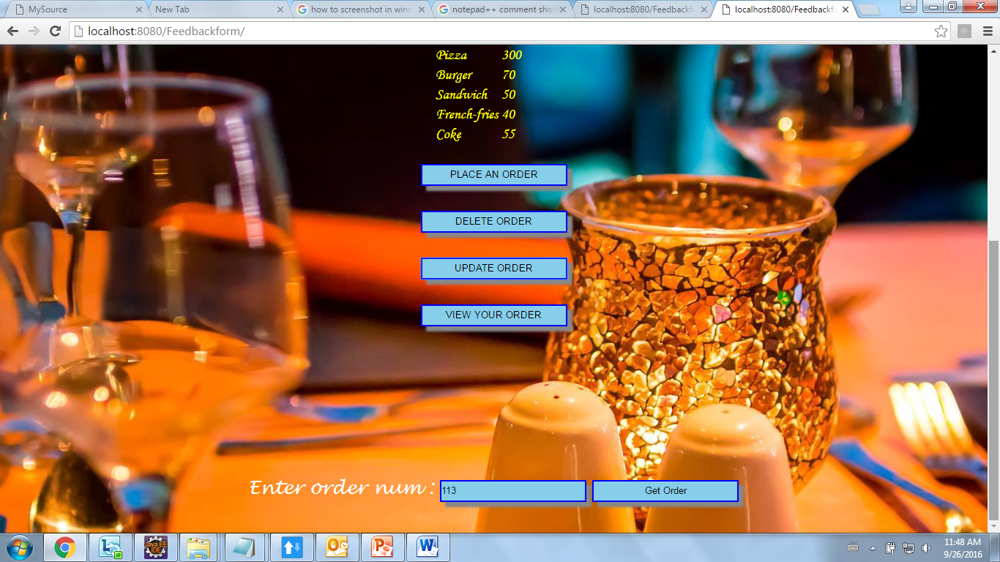 MySource
New Tab
how to screenshot in wind
notepad++ comment sho
localhost:8080/Feedbackfo
localhost:8080/Feedbackfo
localhost:8080/Feedbackform/
Pizza 300
Burger 70
Sandwich 50
French-fries 40
Coke 55
PLACE AN ORDER
DELETE ORDER
UPDATE ORDER
VIEW YOUR ORDER
Enter order num : 113 Get Order
Java EE
IDE
11:48 AM
9/26/2016